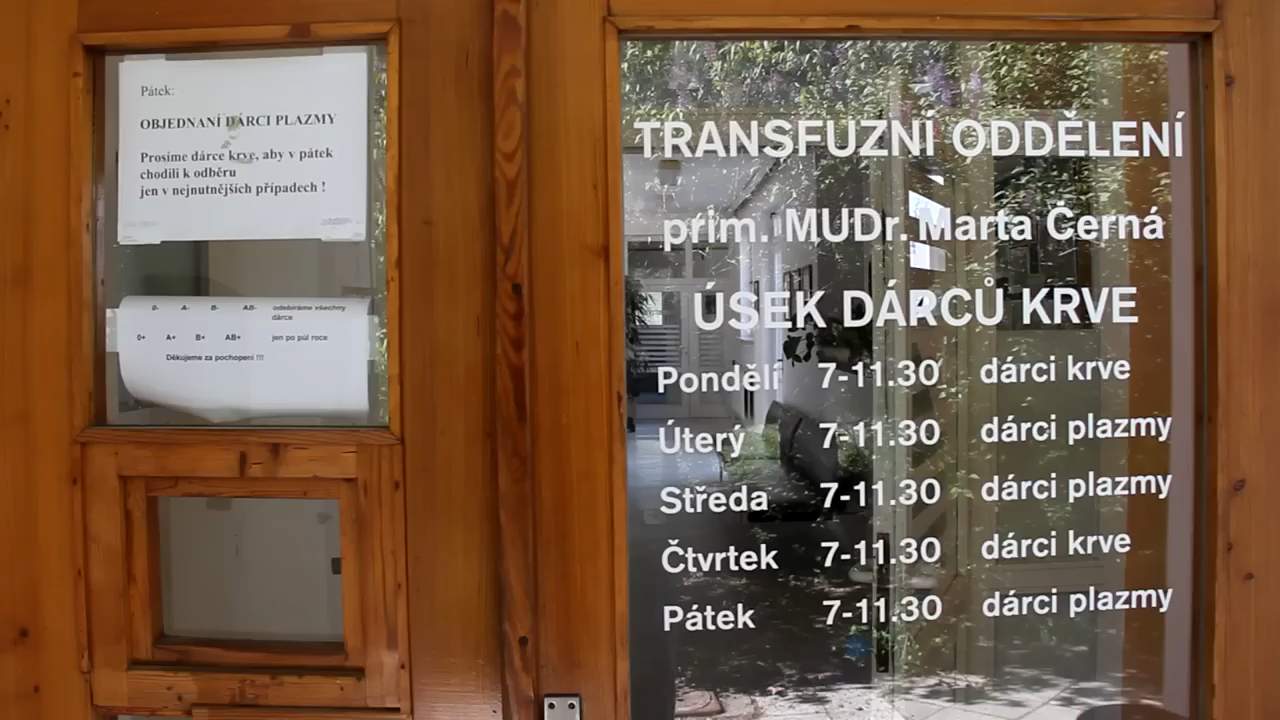 Pátek:
OBJEDNANÍ DÁRCI PLAZMY
Prosíme dárce krve, aby v pátek
chodili k odběru
jen v nejnutnějších případech !
0- A- B- AB- odebíráme všechny
dárce
0+ A+ B+ AB+ jen po půl roce
Děkujeme za pochopení !!!
TRANSFUZNÍ ODDĚLENÍ
prim. MUDr. Marta Černá
ÚSEK DÁRCŮ KRVE
Pondělí 7-11.30 dárci krve
Úterý 7-11.30 dárci plazmy
Středa 7-11.30 dárci plazmy
Čtvrtek 7-11.30 dárci krve
Pátek 7-11.30 dárci plazmy